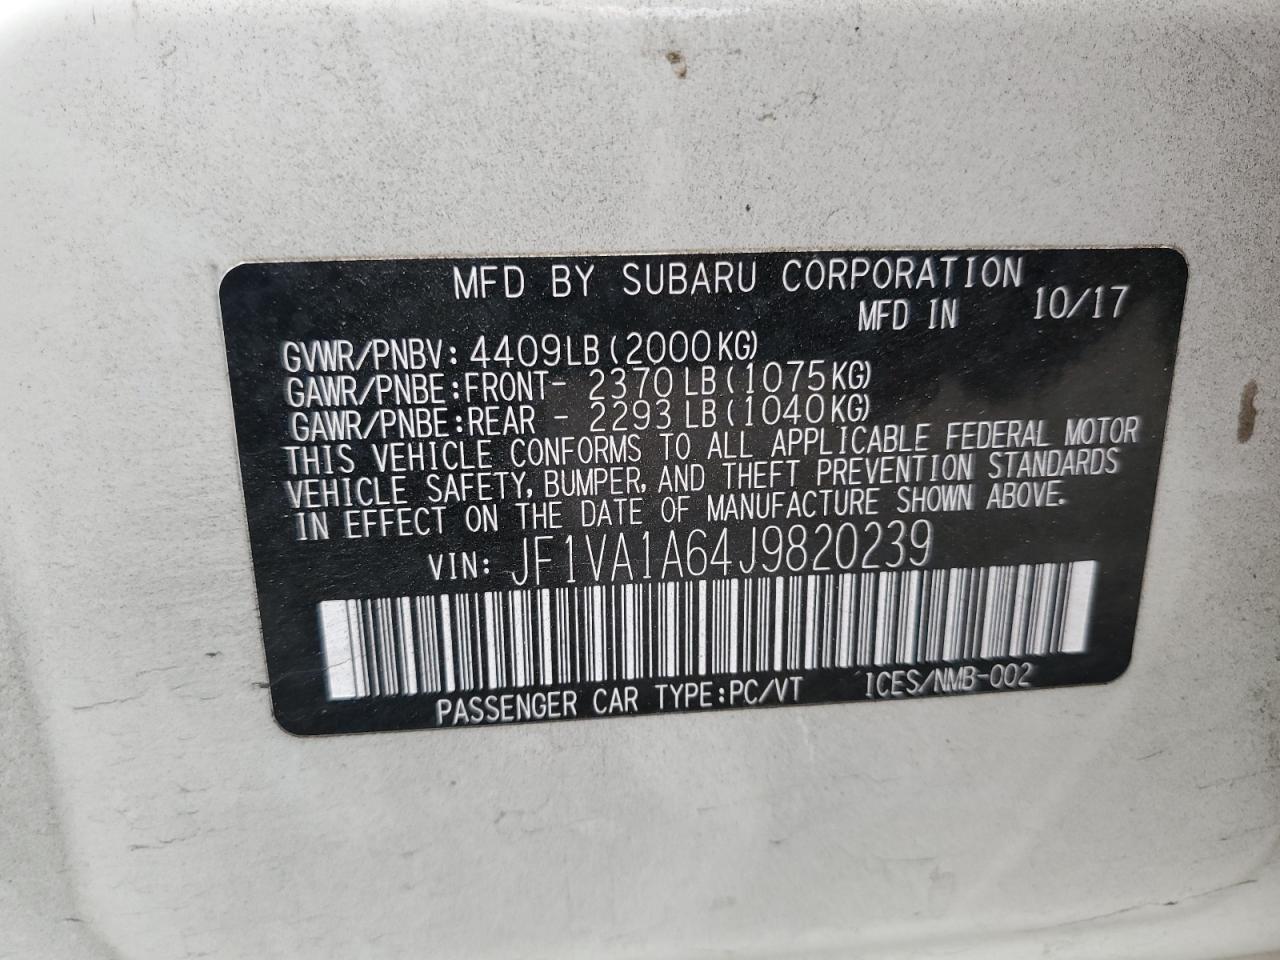 MFD BY SUBARU CORPORATION
MFD IN 10/17
GVWR/PNBV: 4409LB(2000KG)
GAWR/PNBE:FRONT- 2370LB(1075KG)
GAWR/PNBE:REAR - 2293LB(1040KG)
THIS VEHICLE CONFORMS TO ALL APPLICABLE FEDERAL MOTOR
VEHICLE SAFETY, BUMPER, AND THEFT PREVENTION STANDARDS
IN EFFECT ON THE DATE OF MANUFACTURE SHOWN ABOVE.
VIN: JF1VA1A64J9820239
PASSENGER CAR TYPE:PC/VT ICES/NMB-002